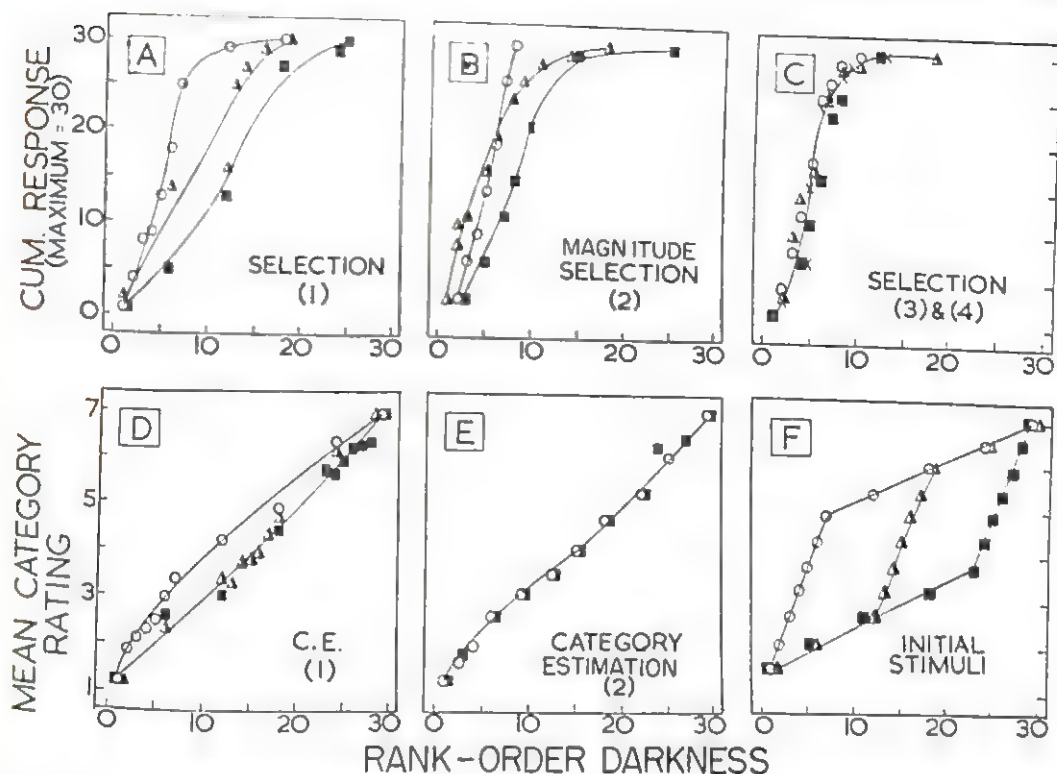 CUM. RESPONSE
(MAXIMUM = 30)
30
20
10
0
A
SELECTION
(1)
0 10 20 30
B
MAGNITUDE
SELECTION
(2)
0 10 20 30
C
SELECTION
(3) & (4)
0 10 20 30
MEAN CATEGORY
RATING
7
5
3
1
D
C.E.
(1)
0 10 20 30
E
CATEGORY
ESTIMATION
(2)
0 10 20 30
F
INITIAL
STIMULI
0 10 20 30
RANK-ORDER DARKNESS